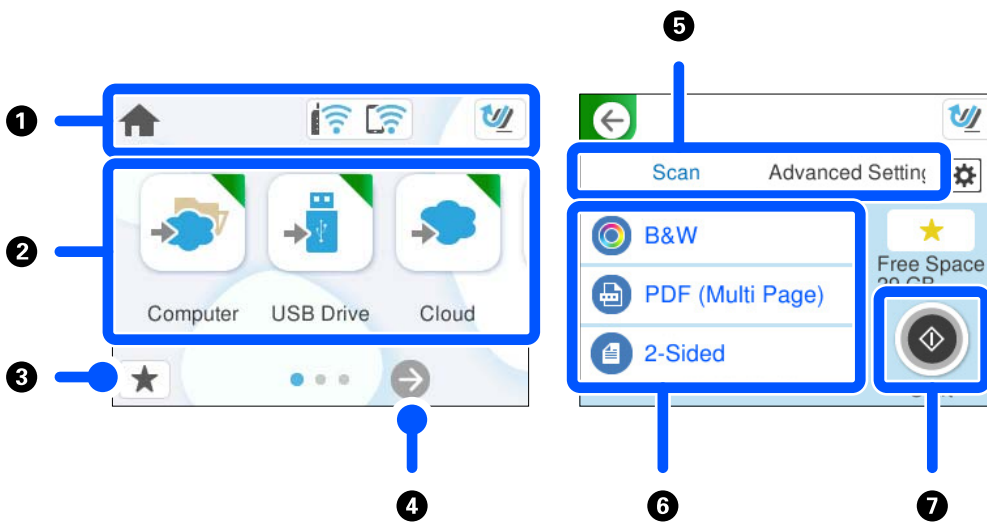 5
1
2
Computer USB Drive Cloud
3
4
Scan Advanced
B&W
PDF (Multi Page)
2-Sided
Free Space
6
7